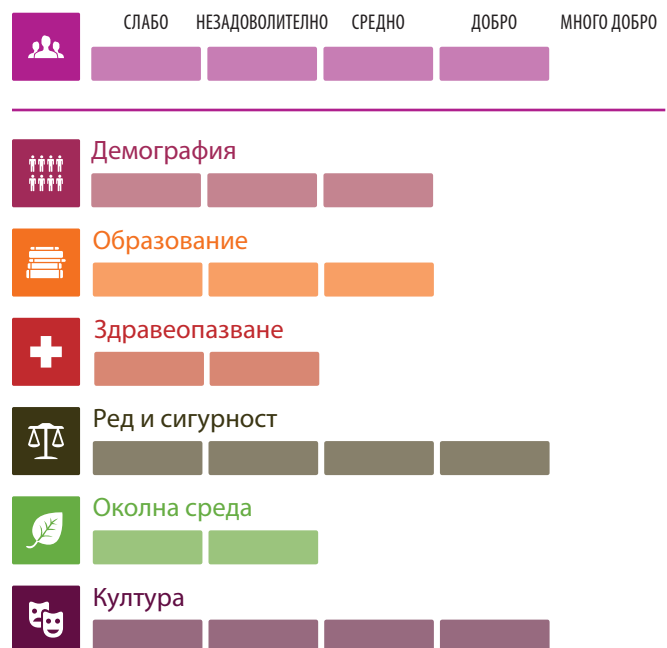 СЛАБО НЕЗАДОВОЛИТЕЛНО СРЕДНО ДОБРО МНОГО ДОБРО
Демография
Образование
Здравеопазване
Ред и сигурност
Околна среда
Култура